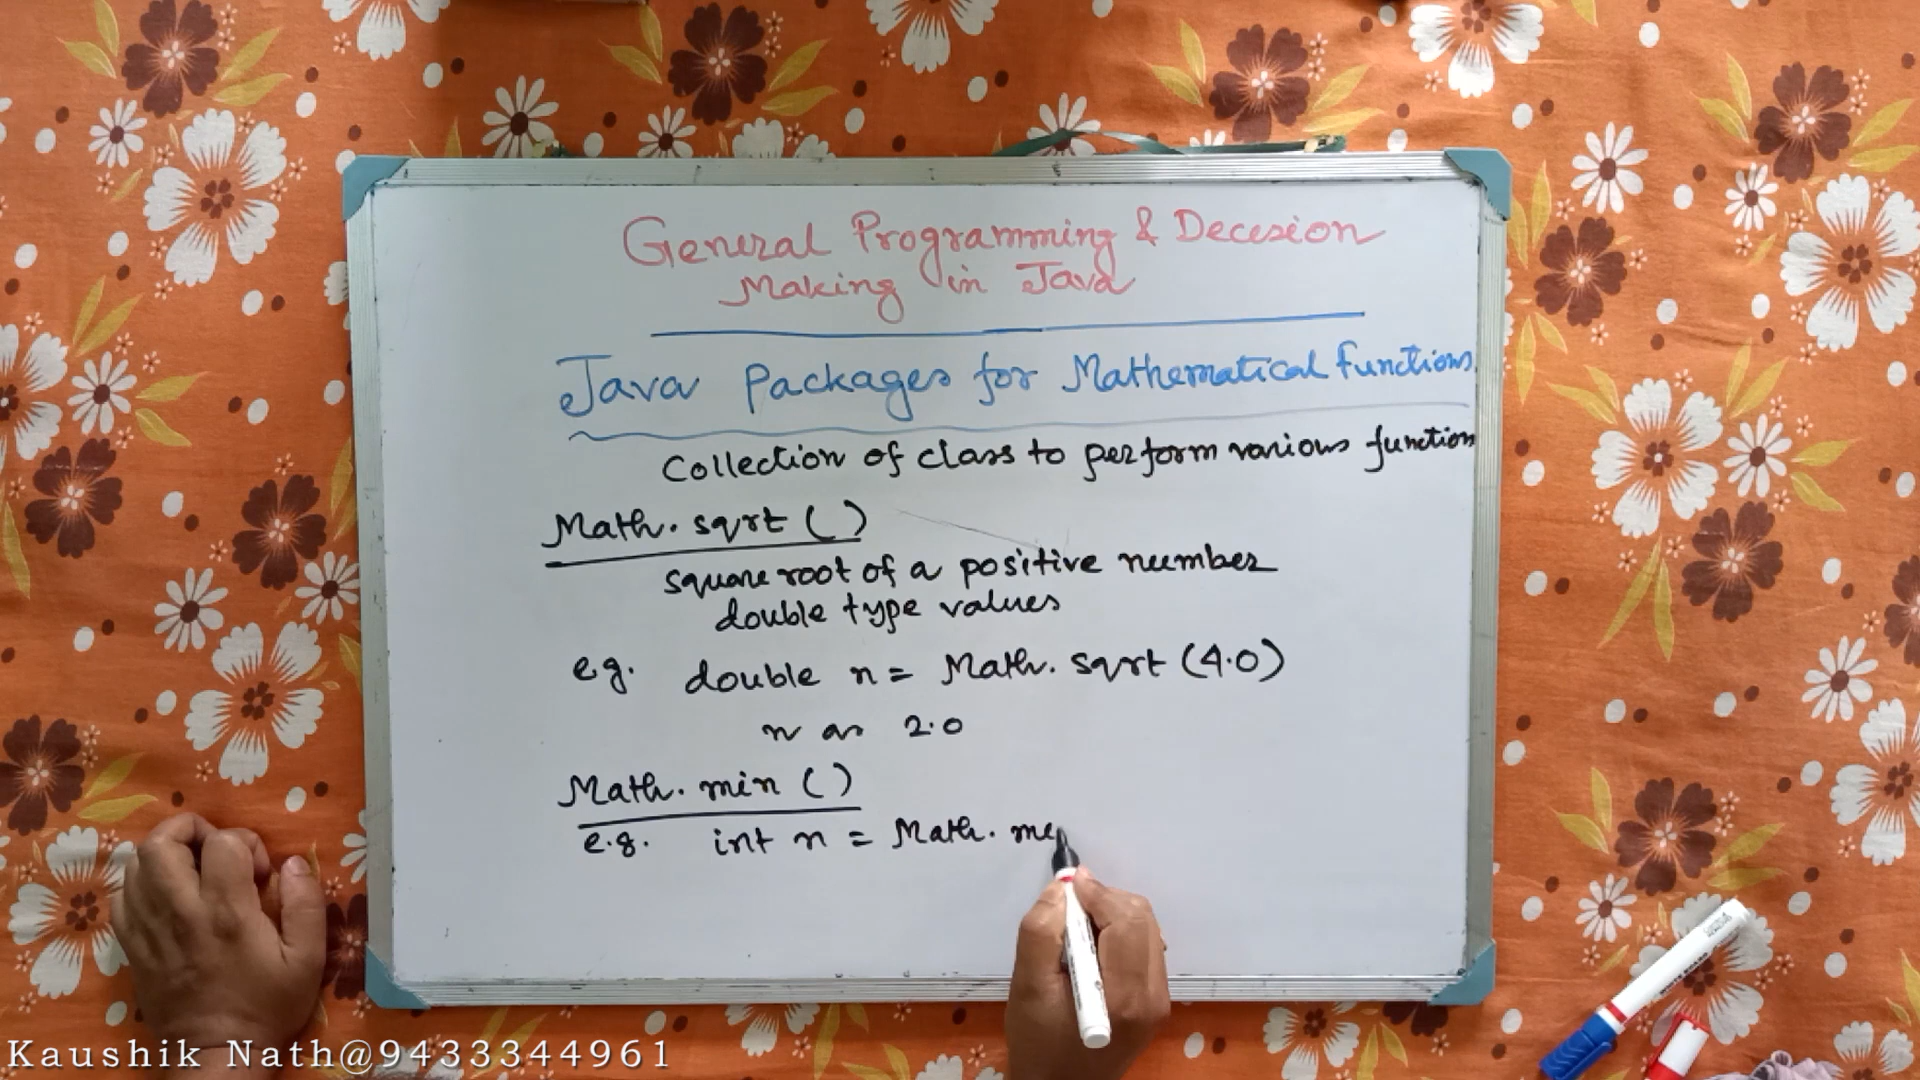 General Programming & Decesion
Making in Java
Java Packages for Mathematical Functions
Collection of class to perform various function
Math. sqrt ( )
square root of a positive number
double type values
e.g. double n = Math. sqrt (4.0)
n as 2.0
Math. min ( )
e.g. int n = Math.
Kaushik Nath@9433344961